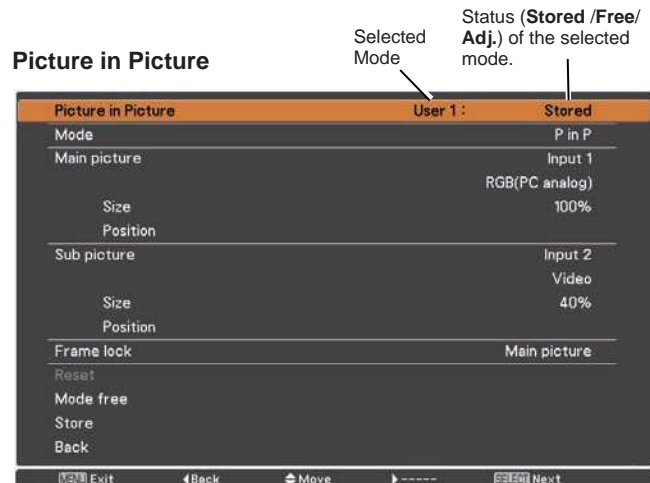 Status (Stored /Free/
Adj.) of the selected
mode.
Selected
Mode
Picture in Picture
Picture in Picture User 1 : Stored
Mode P in P
Main picture Input 1
RGB(PC analog)
Size 100%
Position
Sub picture Input 2
Video
Size 40%
Position
Frame lock Main picture
Reset
Mode free
Store
Back
MENU Exit Back Move ----- SELECT Next